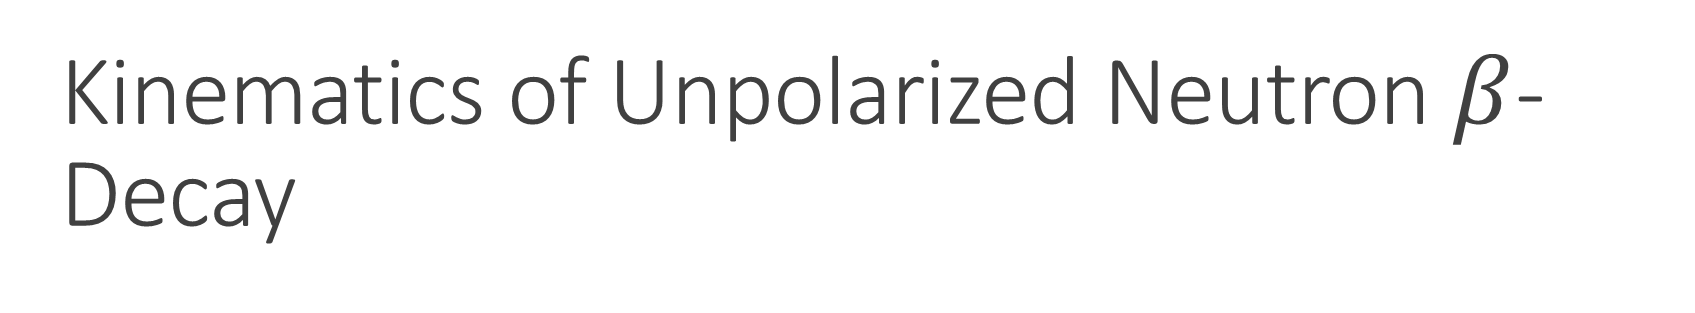 Kinematics of Unpolarized Neutron β-
Decay